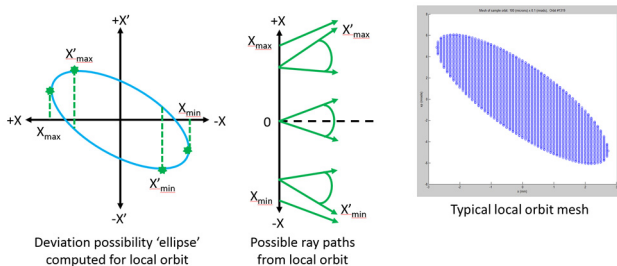 +X'
X'max
+X
-X
Xmax
Xmin
X'min
-X'
Deviation possibility 'ellipse'
computed for local orbit
+X
Xmax
X'max
0
Xmin
X'min
-X
Possible ray paths
from local orbit
Typical local orbit mesh